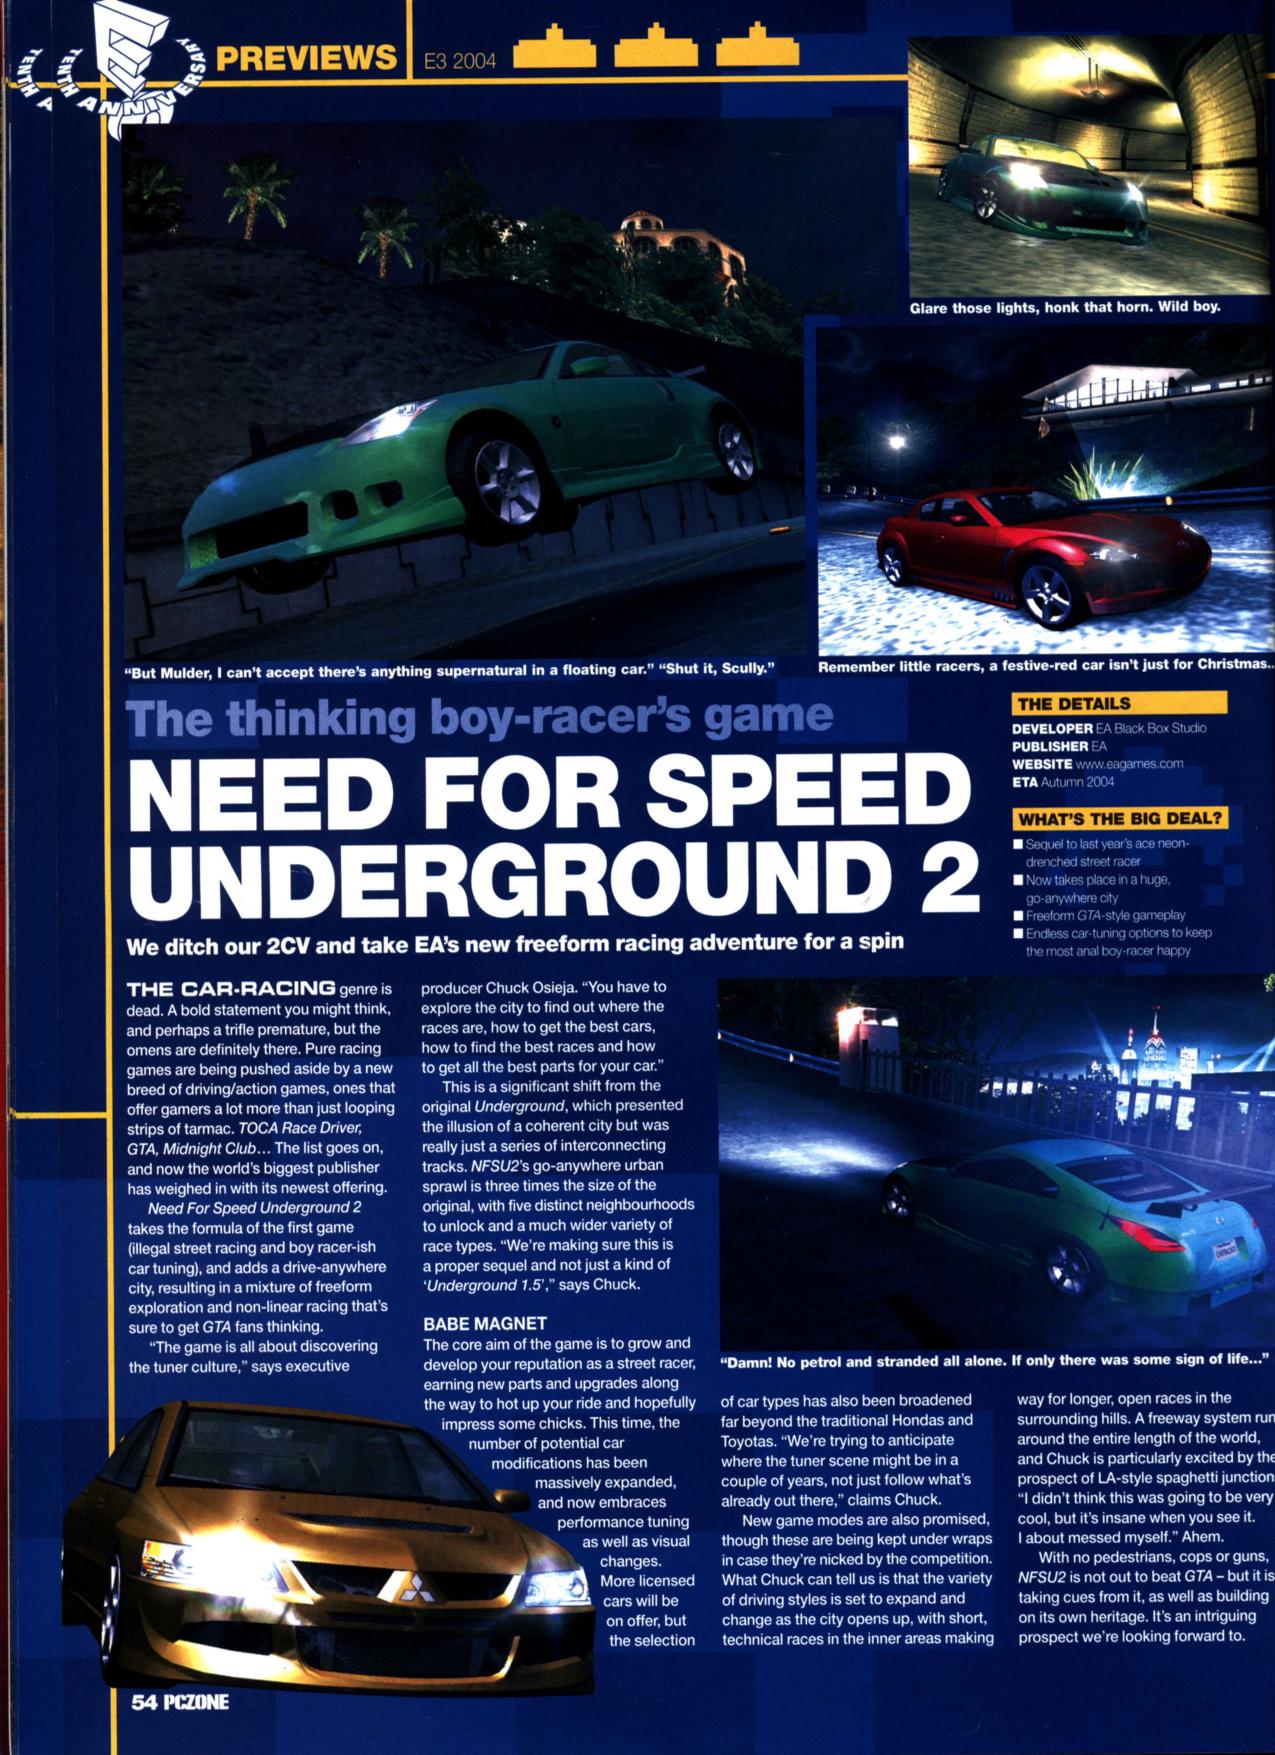 TENTH ANNIVERSARY
PREVIEWS
E3 2004
Glare those lights, honk that horn. Wild boy.
"But Mulder, I can't accept there's anything supernatural in a floating car." "Shut it, Scully."
Remember little racers, a festive-red car isn't just for Christmas...
The thinking boy-racer's game
NEED FOR SPEED
UNDERGROUND 2
We ditch our 2CV and take EA's new freeform racing adventure for a spin
THE DETAILS
DEVELOPER EA Black Box Studio
PUBLISHER EA
WEBSITE www.eagames.com
ETA Autumn 2004
WHAT'S THE BIG DEAL?
■ Sequel to last year's ace neon-
drenched street racer
■ Now takes place in a huge,
go-anywhere city
■ Freeform GTA-style gameplay
■ Endless car-tuning options to keep
the most anal boy-racer happy
THE CAR-RACING genre is
dead. A bold statement you might think,
and perhaps a trifle premature, but the
omens are definitely there. Pure racing
games are being pushed aside by a new
breed of driving/action games, ones that
offer gamers a lot more than just looping
strips of tarmac. TOCA Race Driver,
GTA, Midnight Club... The list goes on,
and now the world's biggest publisher
has weighed in with its newest offering.
Need For Speed Underground 2
takes the formula of the first game
(illegal street racing and boy racer-ish
car tuning), and adds a drive-anywhere
city, resulting in a mixture of freeform
exploration and non-linear racing that's
sure to get GTA fans thinking.
"The game is all about discovering
the tuner culture," says executive
producer Chuck Osieja. "You have to
explore the city to find out where the
races are, how to get the best cars,
how to find the best races and how
to get all the best parts for your car."
This is a significant shift from the
original Underground, which presented
the illusion of a coherent city but was
really just a series of interconnecting
tracks. NFSU2's go-anywhere urban
sprawl is three times the size of the
original, with five distinct neighbourhoods
to unlock and a much wider variety of
race types. "We're making sure this is
a proper sequel and not just a kind of
'Underground 1.5'," says Chuck.
BABE MAGNET
The core aim of the game is to grow and
develop your reputation as a street racer,
earning new parts and upgrades along
the way to hot up your ride and hopefully
impress some chicks. This time, the
number of potential car
modifications has been
massively expanded,
and now embraces
performance tuning
as well as visual
changes.
More licensed
cars will be
on offer, but
the selection
"Damn! No petrol and stranded all alone. If only there was some sign of life..."
of car types has also been broadened
far beyond the traditional Hondas and
Toyotas. "We're trying to anticipate
where the tuner scene might be in a
couple of years, not just follow what's
already out there," claims Chuck.
New game modes are also promised,
though these are being kept under wraps
in case they're nicked by the competition.
What Chuck can tell us is that the variety
of driving styles is set to expand and
change as the city opens up, with short,
technical races in the inner areas making
way for longer, open races in the
surrounding hills. A freeway system run
around the entire length of the world,
and Chuck is particularly excited by the
prospect of LA-style spaghetti junction
"I didn't think this was going to be very
cool, but it's insane when you see it.
I about messed myself." Ahem.
With no pedestrians, cops or guns,
NFSU2 is not out to beat GTA – but it is
taking cues from it, as well as building
on its own heritage. It's an intriguing
prospect we're looking forward to.
54 PCZONE